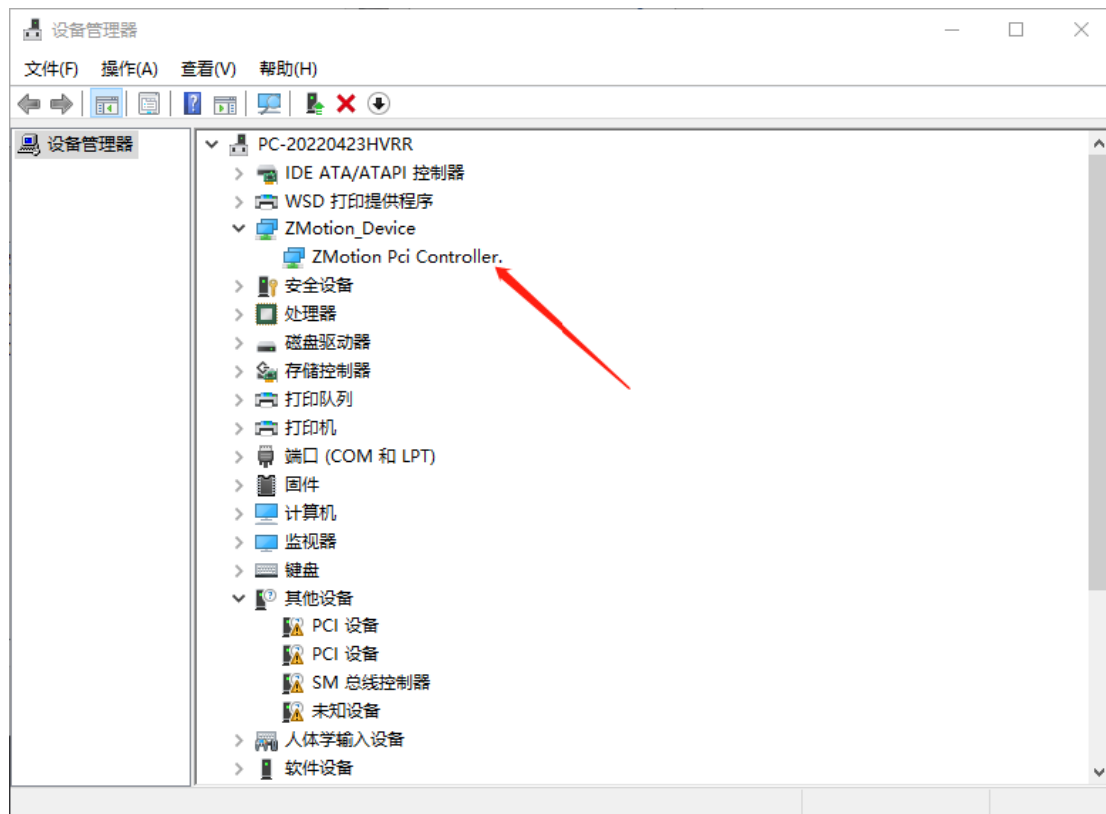 设备管理器
文件(F) 操作(A) 查看(V) 帮助(H)
设备管理器
PC-20220423HVRR
IDE ATA/ATAPI 控制器
WSD 打印提供程序
ZMotion_Device
ZMotion Pci Controller.
安全设备
处理器
磁盘驱动器
存储控制器
打印队列
打印机
端口 (COM 和 LPT)
固件
计算机
监视器
键盘
其他设备
PCI 设备
PCI 设备
SM 总线控制器
未知设备
人体学输入设备
软件设备